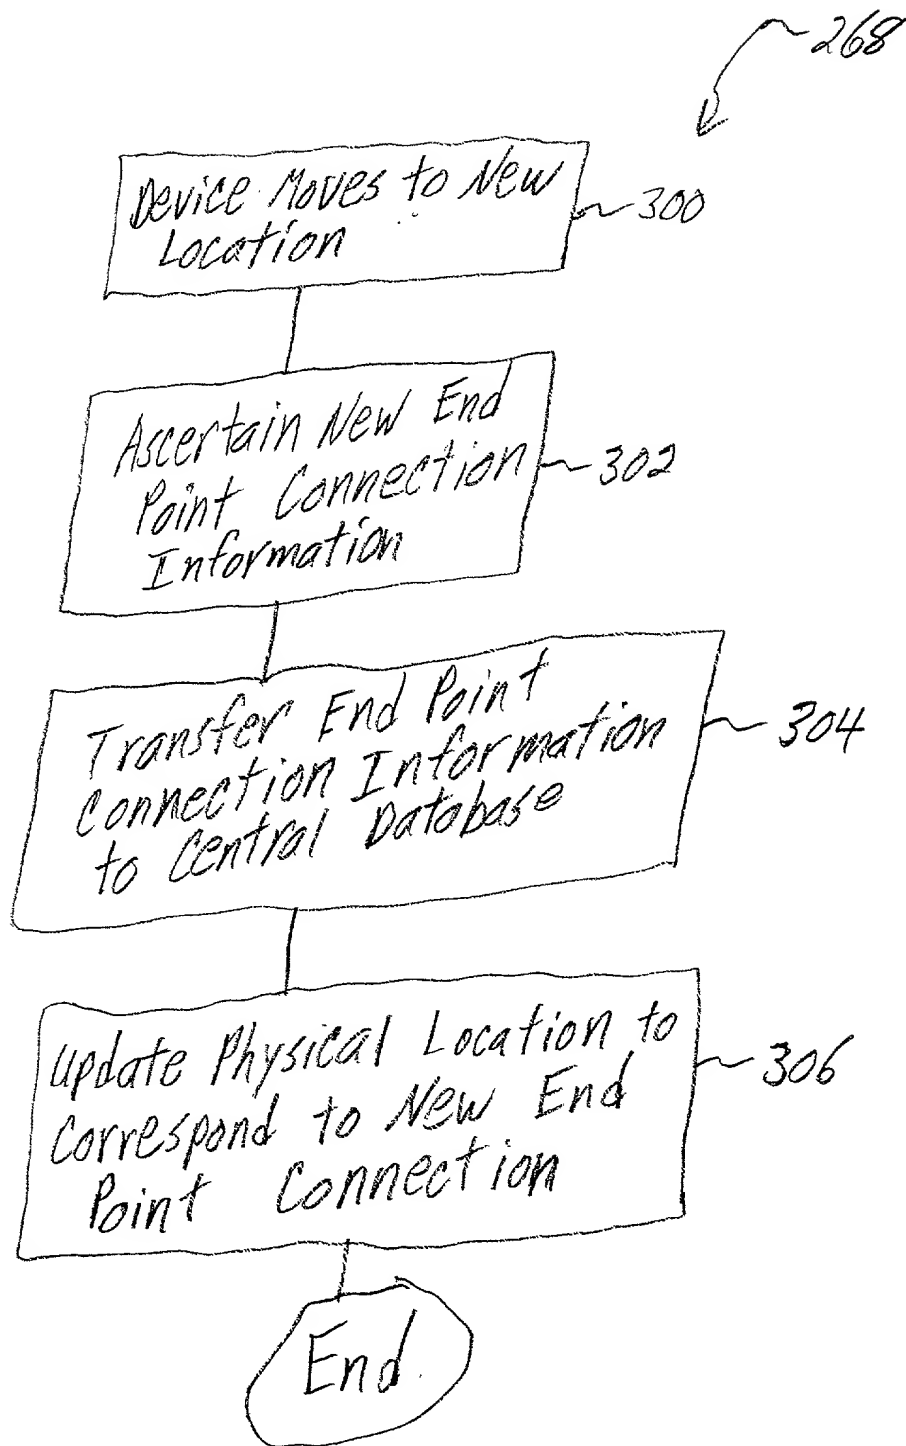 268
Device Moves to New
Location
300
Ascertain New End
Point Connection
Information
302
Transfer End Point
Connection Information
to Central Database
304
Update Physical Location to
Correspond to New End
Point Connection
306
End